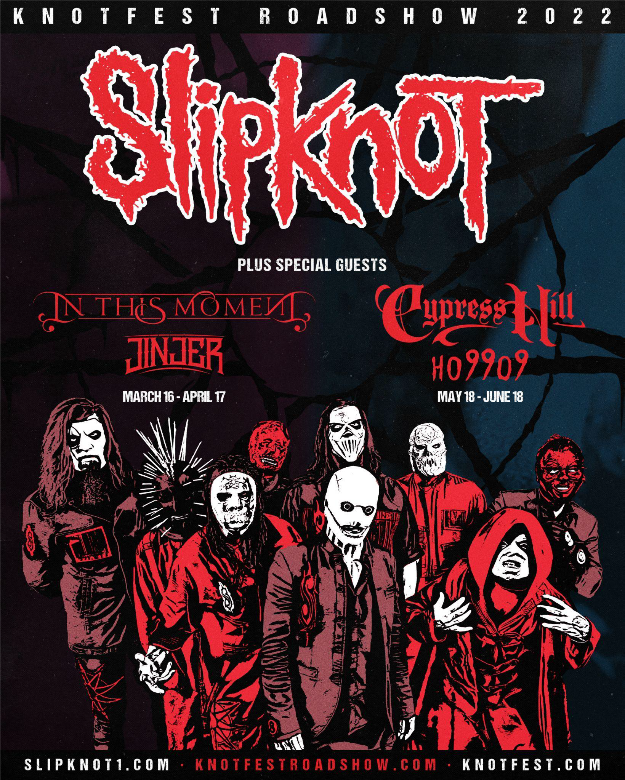 KNOTFEST ROADSHOW 2022
Slipknot
PLUS SPECIAL GUESTS
IN THIS MOMENT
JINJER
MARCH 16 - APRIL 17
Cypress Hill
HO99O9
MAY 18 - JUNE 18
SLIPKNOT1.COM · KNOTFESTROADSHOW.COM · KNOTFEST.COM